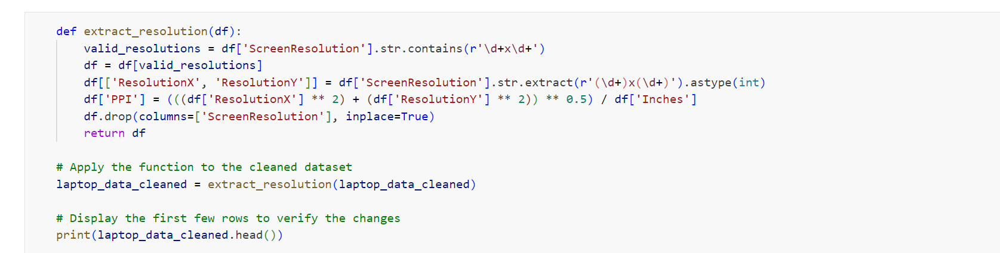 def extract_resolution(df):
    valid_resolutions = df['ScreenResolution'].str.contains(r'\d+x\d+')
    df = df[valid_resolutions]
    df[['ResolutionX', 'ResolutionY']] = df['ScreenResolution'].str.extract(r'(\d+)x(\d+)').astype(int)
    df['PPI'] = (((df['ResolutionX'] ** 2) + (df['ResolutionY'] ** 2)) ** 0.5) / df['Inches']
    df.drop(columns=['ScreenResolution'], inplace=True)
    return df

# Apply the function to the cleaned dataset
laptop_data_cleaned = extract_resolution(laptop_data_cleaned)

# Display the first few rows to verify the changes
print(laptop_data_cleaned.head())